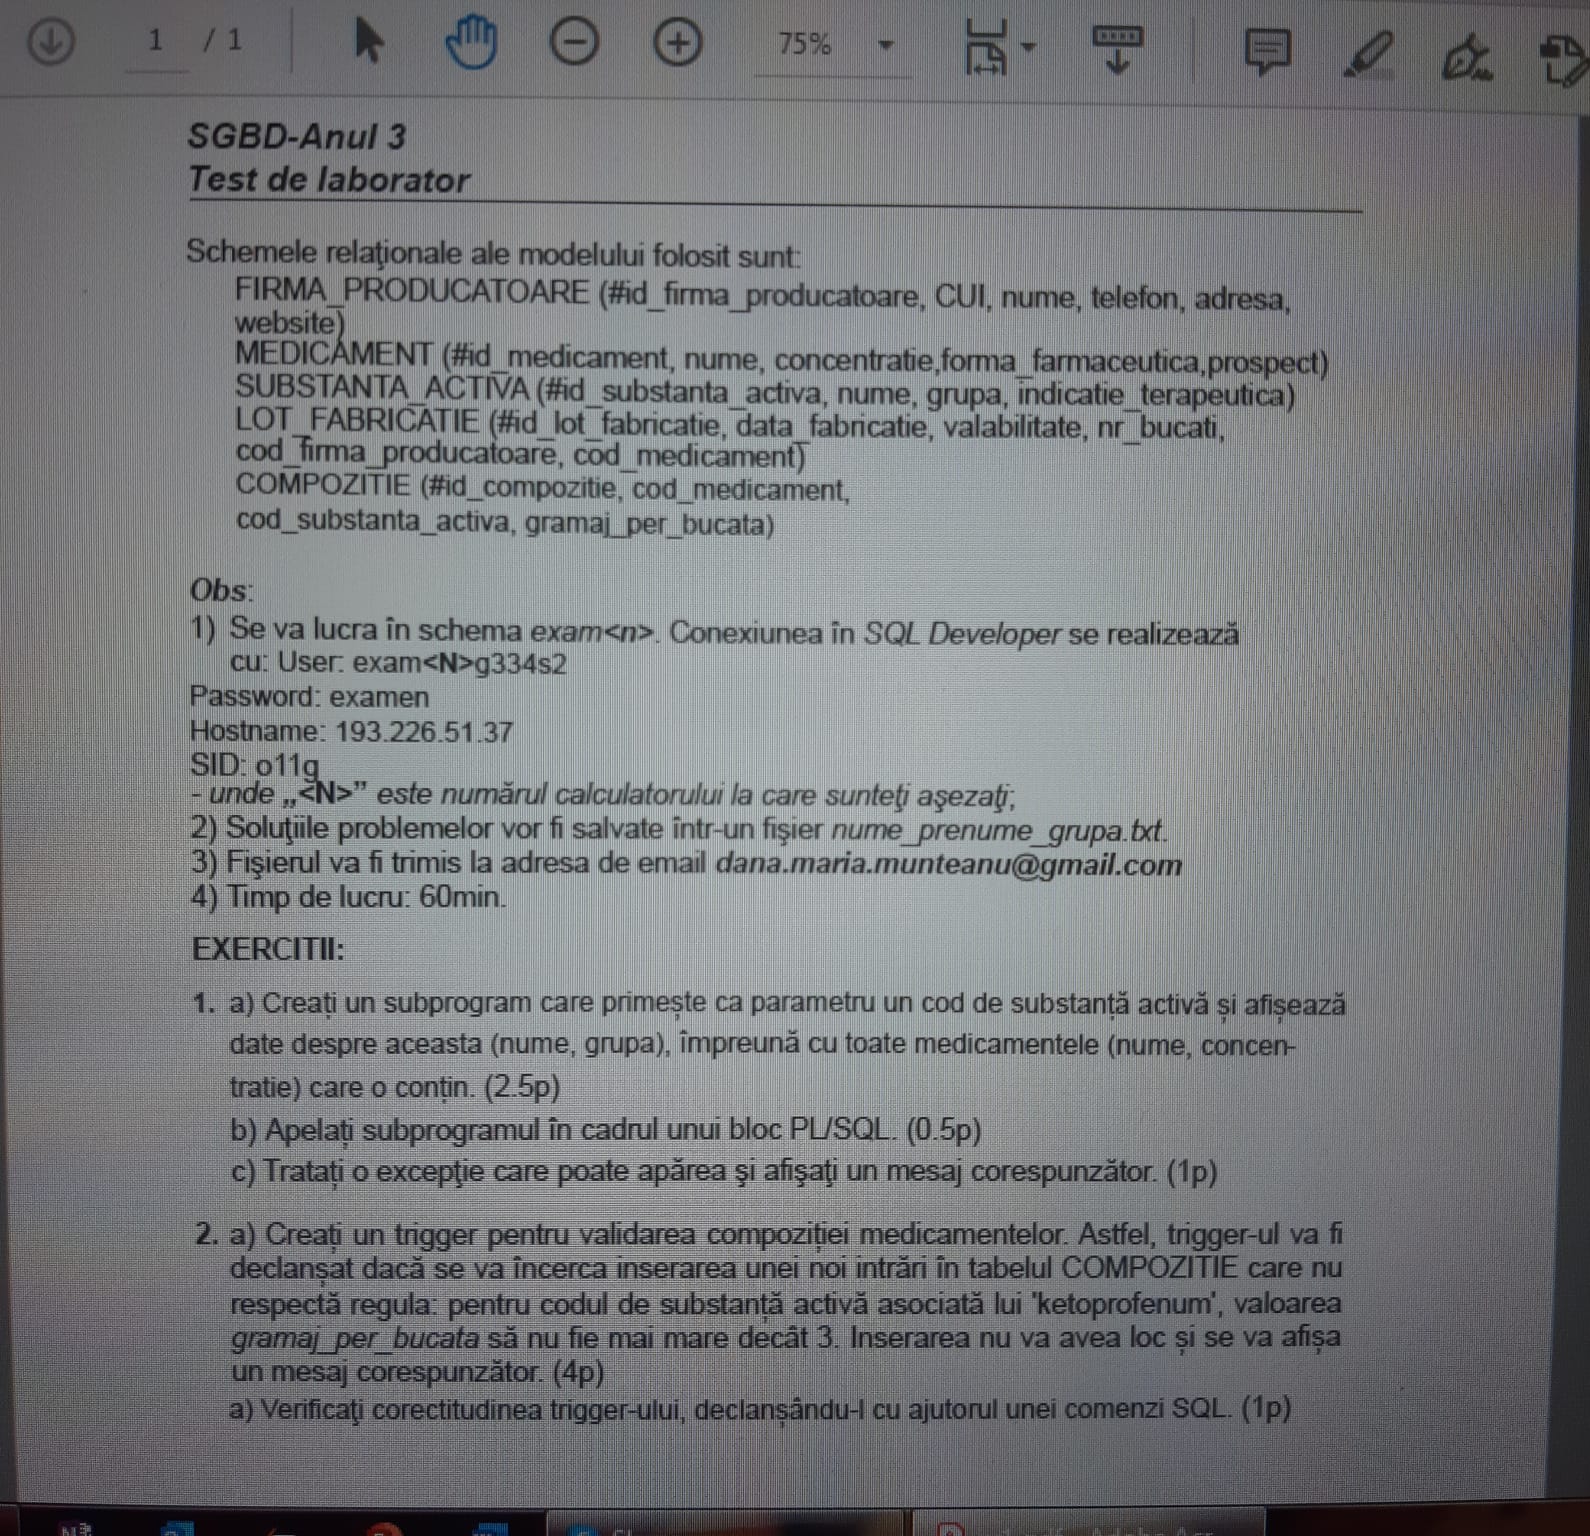 1 / 1
75%
SGBD-Anul 3
Test de laborator
Schemele relaţionale ale modelului folosit sunt:
FIRMA_PRODUCATOARE (#id_firma_producatoare, CUI, nume, telefon, adresa,
website)
MEDICAMENT (#id_medicament, nume, concentratie,forma_farmaceutica,prospect)
SUBSTANTA_ACTIVA (#id_substanta_activa, nume, grupa, indicatie_terapeutica)
LOT_FABRICATIE (#id_lot_fabricatie, data_fabricatie, valabilitate, nr_bucati,
cod_firma_producatoare, cod_medicament)
COMPOZITIE (#id_compozitie, cod_medicament,
cod_substanta_activa, gramaj_per_bucata)
Obs:
1) Se va lucra în schema exam<n>. Conexiunea în SQL Developer se realizează
cu: User: exam<N>g334s2
Password: examen
Hostname: 193.226.51.37
SID: o11g
- unde „<N>” este numărul calculatorului la care sunteţi aşezaţi;
2) Soluţiile problemelor vor fi salvate într-un fişier nume_prenume_grupa.txt.
3) Fişierul va fi trimis la adresa de email dana.maria.munteanu@gmail.com
4) Timp de lucru: 60min.
EXERCITII:
1. a) Creați un subprogram care primește ca parametru un cod de substanță activă și afișează
date despre aceasta (nume, grupa), împreună cu toate medicamentele (nume, concen-
tratie) care o conțin. (2.5p)
b) Apelați subprogramul în cadrul unui bloc PL/SQL. (0.5p)
c) Tratați o excepţie care poate apărea şi afişaţi un mesaj corespunzător. (1p)
2. a) Creați un trigger pentru validarea compoziției medicamentelor. Astfel, trigger-ul va fi
declanșat dacă se va încerca inserarea unei noi intrări în tabelul COMPOZITIE care nu
respectă regula: pentru codul de substanță activă asociată lui 'ketoprofenum', valoarea
gramaj_per_bucata să nu fie mai mare decât 3. Inserarea nu va avea loc și se va afișa
un mesaj corespunzător. (4p)
a) Verificaţi corectitudinea trigger-ului, declanșându-l cu ajutorul unei comenzi SQL. (1p)